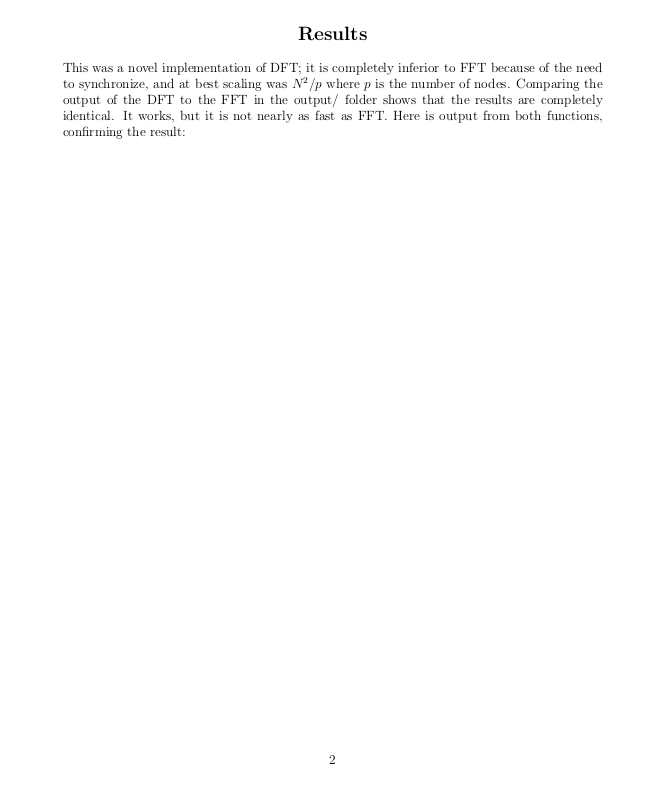 Results
This was a novel implementation of DFT; it is completely inferior to FFT because of the need
to synchronize, and at best scaling was N²/p where p is the number of nodes. Comparing the
output of the DFT to the FFT in the output/ folder shows that the results are completely
identical. It works, but it is not nearly as fast as FFT. Here is output from both functions,
confirming the result:
2